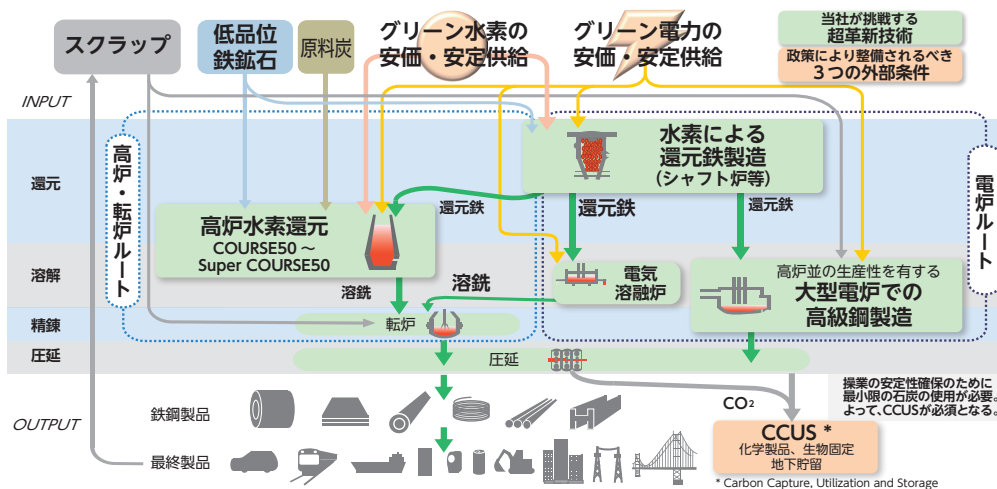 スクラップ
低品位
鉄鉱石
原料炭
グリーン水素の
安価・安定供給
グリーン電力の
安価・安定供給
当社が挑戦する
超革新技術
政策により整備されるべき
3つの外部条件
INPUT
高炉・転炉ルート
電炉ルート
還元
水素による
還元鉄製造
(シャフト炉等)
還元鉄
還元鉄
還元鉄
高炉水素還元
COURSE50～
Super COURSE50
溶解
電気
溶融炉
高炉並の生産性を有する
大型電炉での
高級鋼製造
溶銑
溶銑
精錬
転炉
圧延
圧延
操業の安定性確保のために
最小限の石炭の使用が必要。
よって、CCUSが必須となる。
CO2
OUTPUT
鉄鋼製品
最終製品
CCUS *
化学製品、生物固定
地下貯留
* Carbon Capture, Utilization and Storage